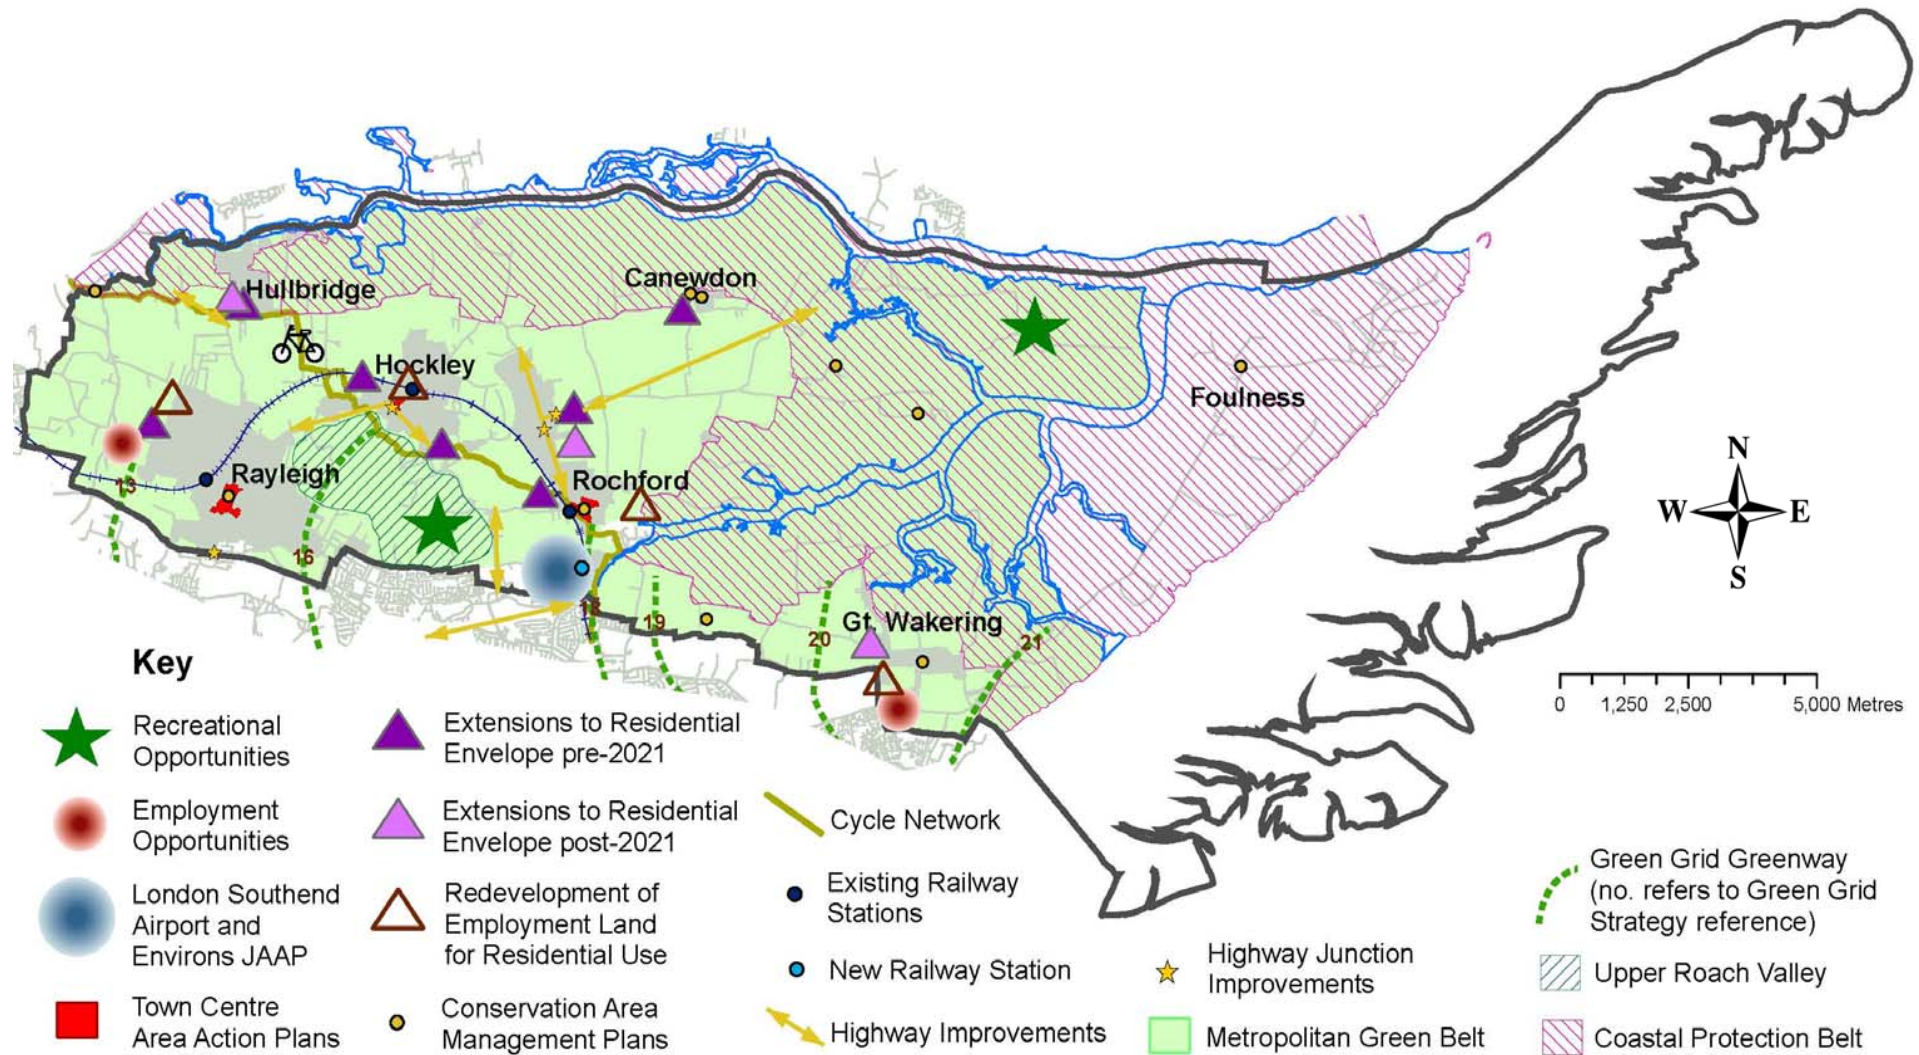 Hullbridge
Canewdon
Hockley
Foulness
Rayleigh
Rochford
13
16
18
19
20
Gt. Wakering
21
N
W
E
S
0
1,250
2,500
5,000 Metres
Key
Recreational
Opportunities
Employment
Opportunities
London Southend
Airport and
Environs JAAP
Town Centre
Area Action Plans
Extensions to Residential
Envelope pre-2021
Extensions to Residential
Envelope post-2021
Redevelopment of
Employment Land
for Residential Use
Conservation Area
Management Plans
Cycle Network
Existing Railway
Stations
New Railway Station
Highway Improvements
Highway Junction
Improvements
Metropolitan Green Belt
Green Grid Greenway
(no. refers to Green Grid
Strategy reference)
Upper Roach Valley
Coastal Protection Belt